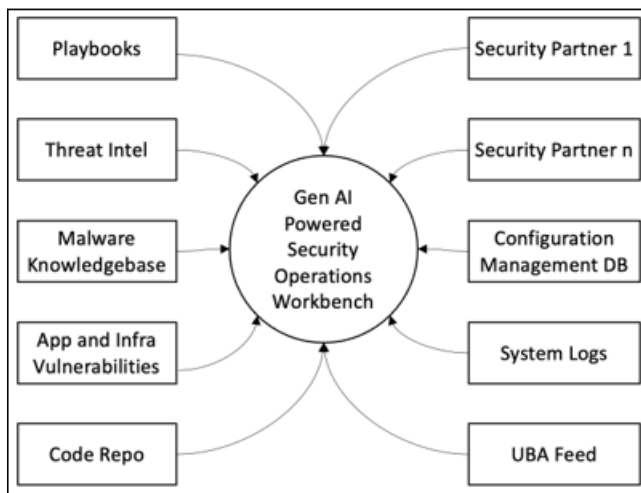 Playbooks
Threat Intel
Malware
Knowledgebase
App and Infra
Vulnerabilities
Code Repo
Gen AI
Powered
Security
Operations
Workbench
Security Partner 1
Security Partner n
Configuration
Management DB
System Logs
UBA Feed